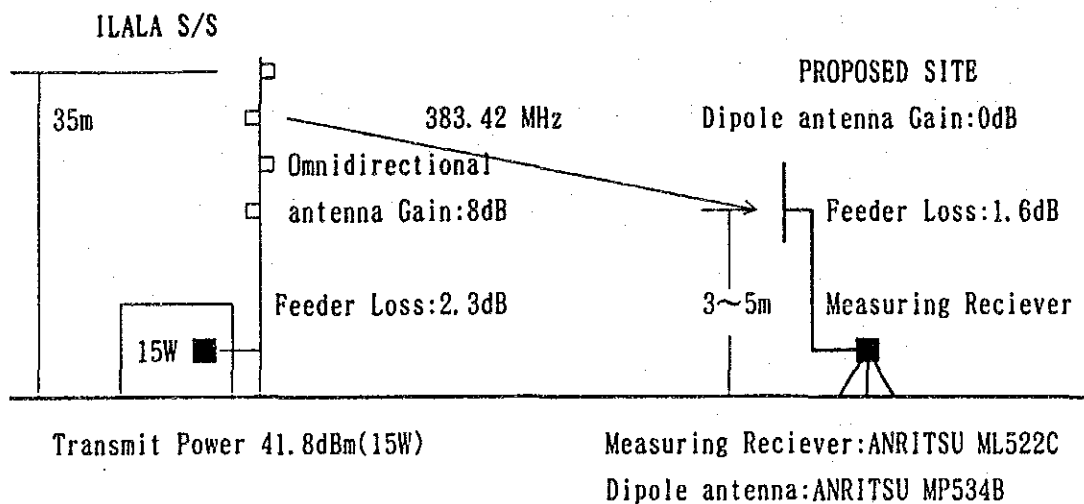 ILALA S/S
PROPOSED SITE
35m
383.42 MHz
Dipole antenna Gain:0dB
Omnidirectional
antenna Gain:8dB
Feeder Loss:1.6dB
Feeder Loss:2.3dB
3~5m
Measuring Reciever
15W
Transmit Power 41.8dBm(15W)
Measuring Reciever:ANRITSU ML522C
Dipole antenna:ANRITSU MP534B